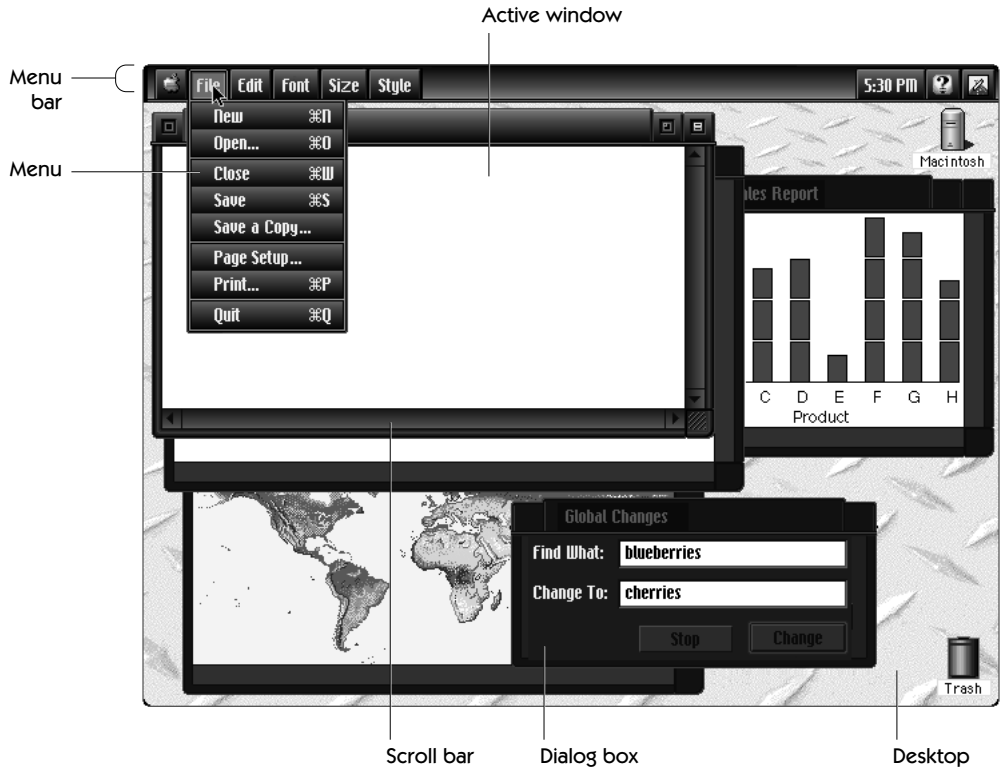 Active window
Menu bar
File Edit Font Size Style 5:30 PM
New ⌘N
Open... ⌘O
Close ⌘W
Save ⌘S
Save a Copy...
Page Setup...
Print... ⌘P
Quit ⌘Q
Menu
Macintosh
Report
C D E F G H
Product
Global Changes
Find What: blueberries
Change To: cherries
Stop Change
Trash
Scroll bar
Dialog box
Desktop